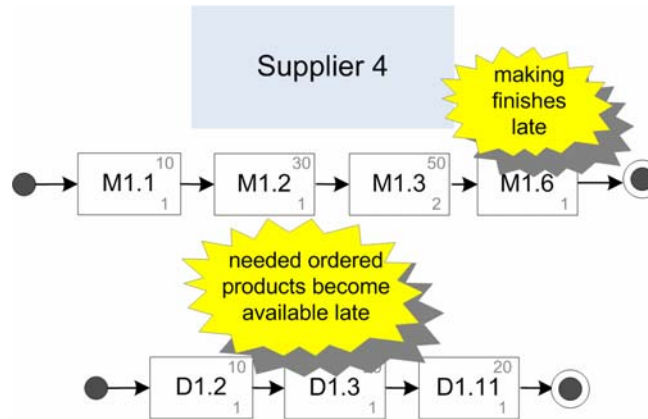 Supplier 4
making
finishes
late
10
M1.1
1
30
M1.2
1
50
M1.3
2
M1.6
1
needed ordered
products become
available late
10
D1.2
1
D1.3
1
20
D1.11
1